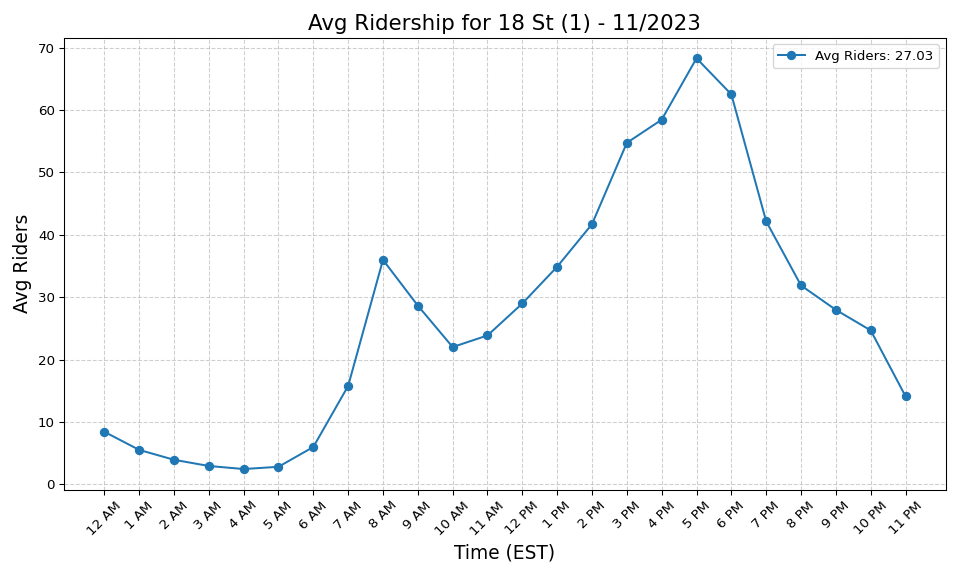 Avg Ridership for 18 St (1) - 11/2023
Avg Riders: 27.03
Avg Riders
70
60
50
40
30
20
10
0
12 AM
1 AM
2 AM
3 AM
4 AM
5 AM
6 AM
7 AM
8 AM
9 AM
10 AM
11 AM
12 PM
1 PM
2 PM
3 PM
4 PM
5 PM
6 PM
7 PM
8 PM
9 PM
10 PM
11 PM
Time (EST)